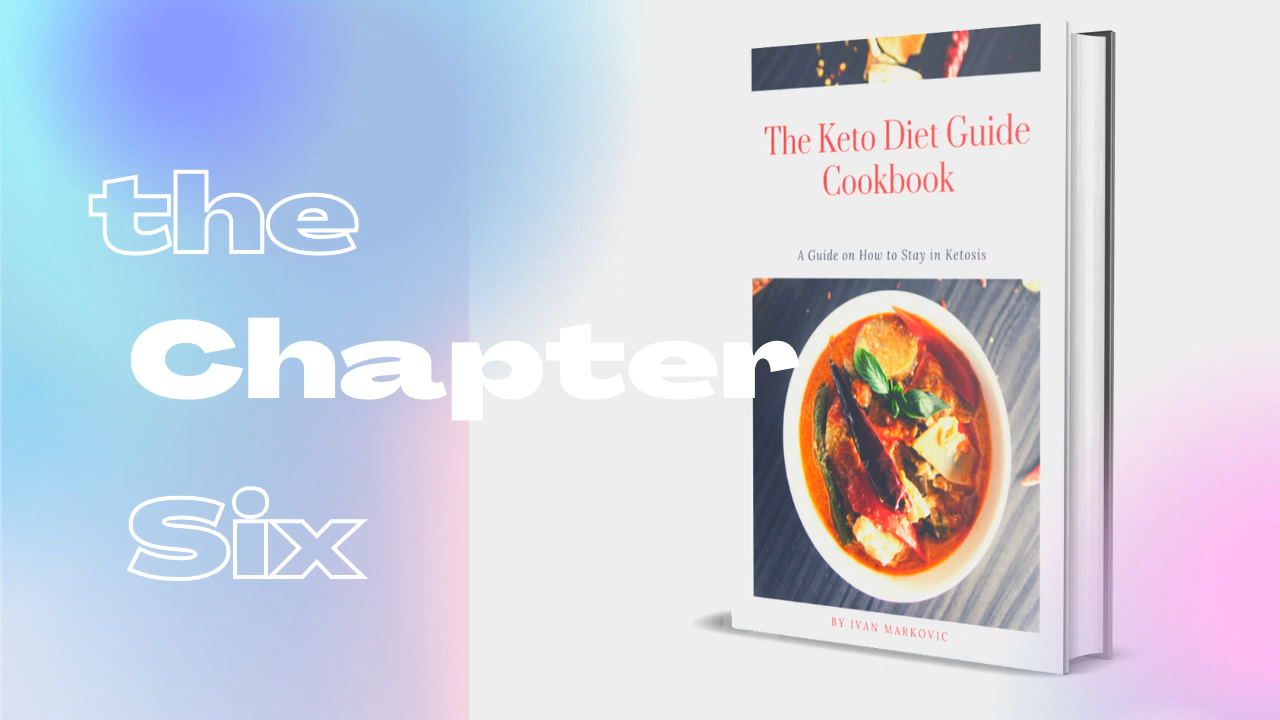 the
Chapter
Six
The Keto Diet Guide
Cookbook
A Guide on How to Stay in Ketosis
BY IVAN MARKOVIC